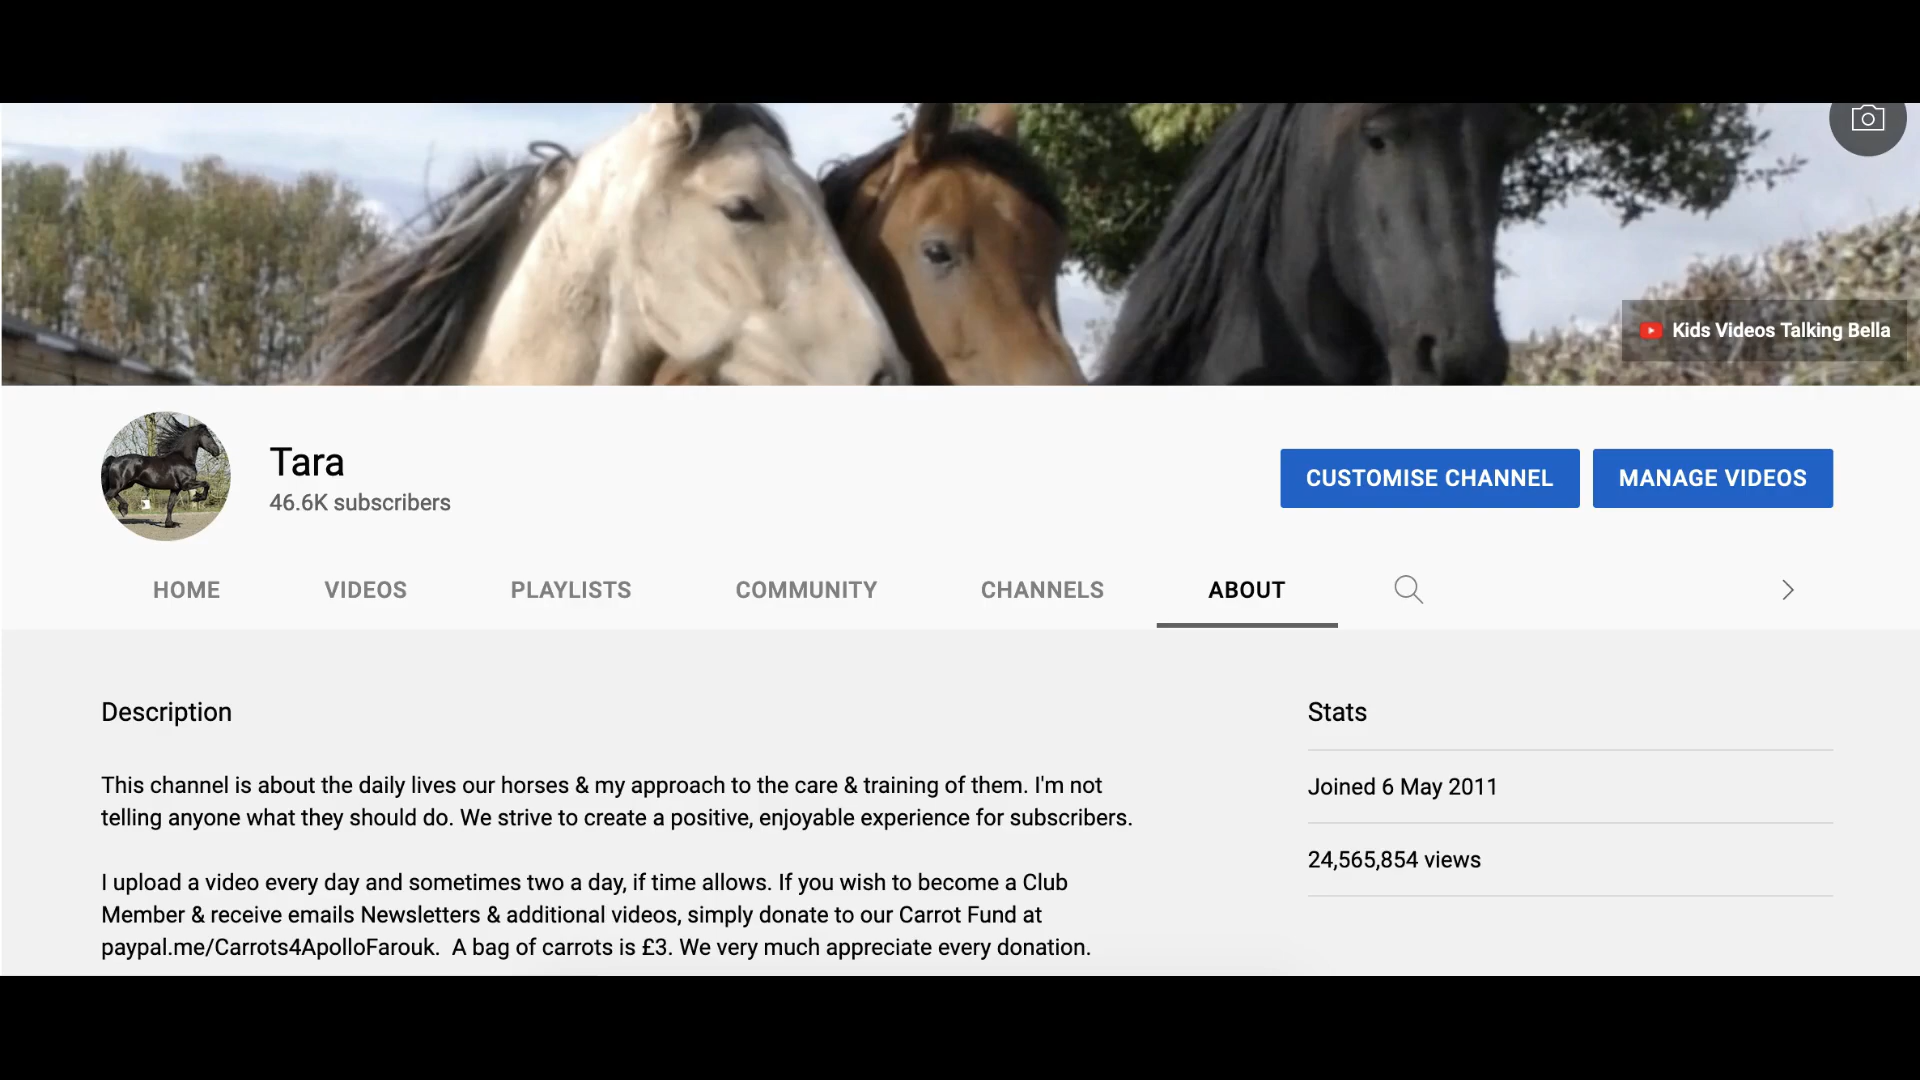 Kids Videos Talking Bella
Tara
46.6K subscribers
CUSTOMISE CHANNEL
MANAGE VIDEOS
HOME
VIDEOS
PLAYLISTS
COMMUNITY
CHANNELS
ABOUT
Description
This channel is about the daily lives our horses & my approach to the care & training of them. I'm not
telling anyone what they should do. We strive to create a positive, enjoyable experience for subscribers.
I upload a video every day and sometimes two a day, if time allows. If you wish to become a Club
Member & receive emails Newsletters & additional videos, simply donate to our Carrot Fund at
paypal.me/Carrots4ApolloFarouk.  A bag of carrots is £3. We very much appreciate every donation.
Stats
Joined 6 May 2011
24,565,854 views